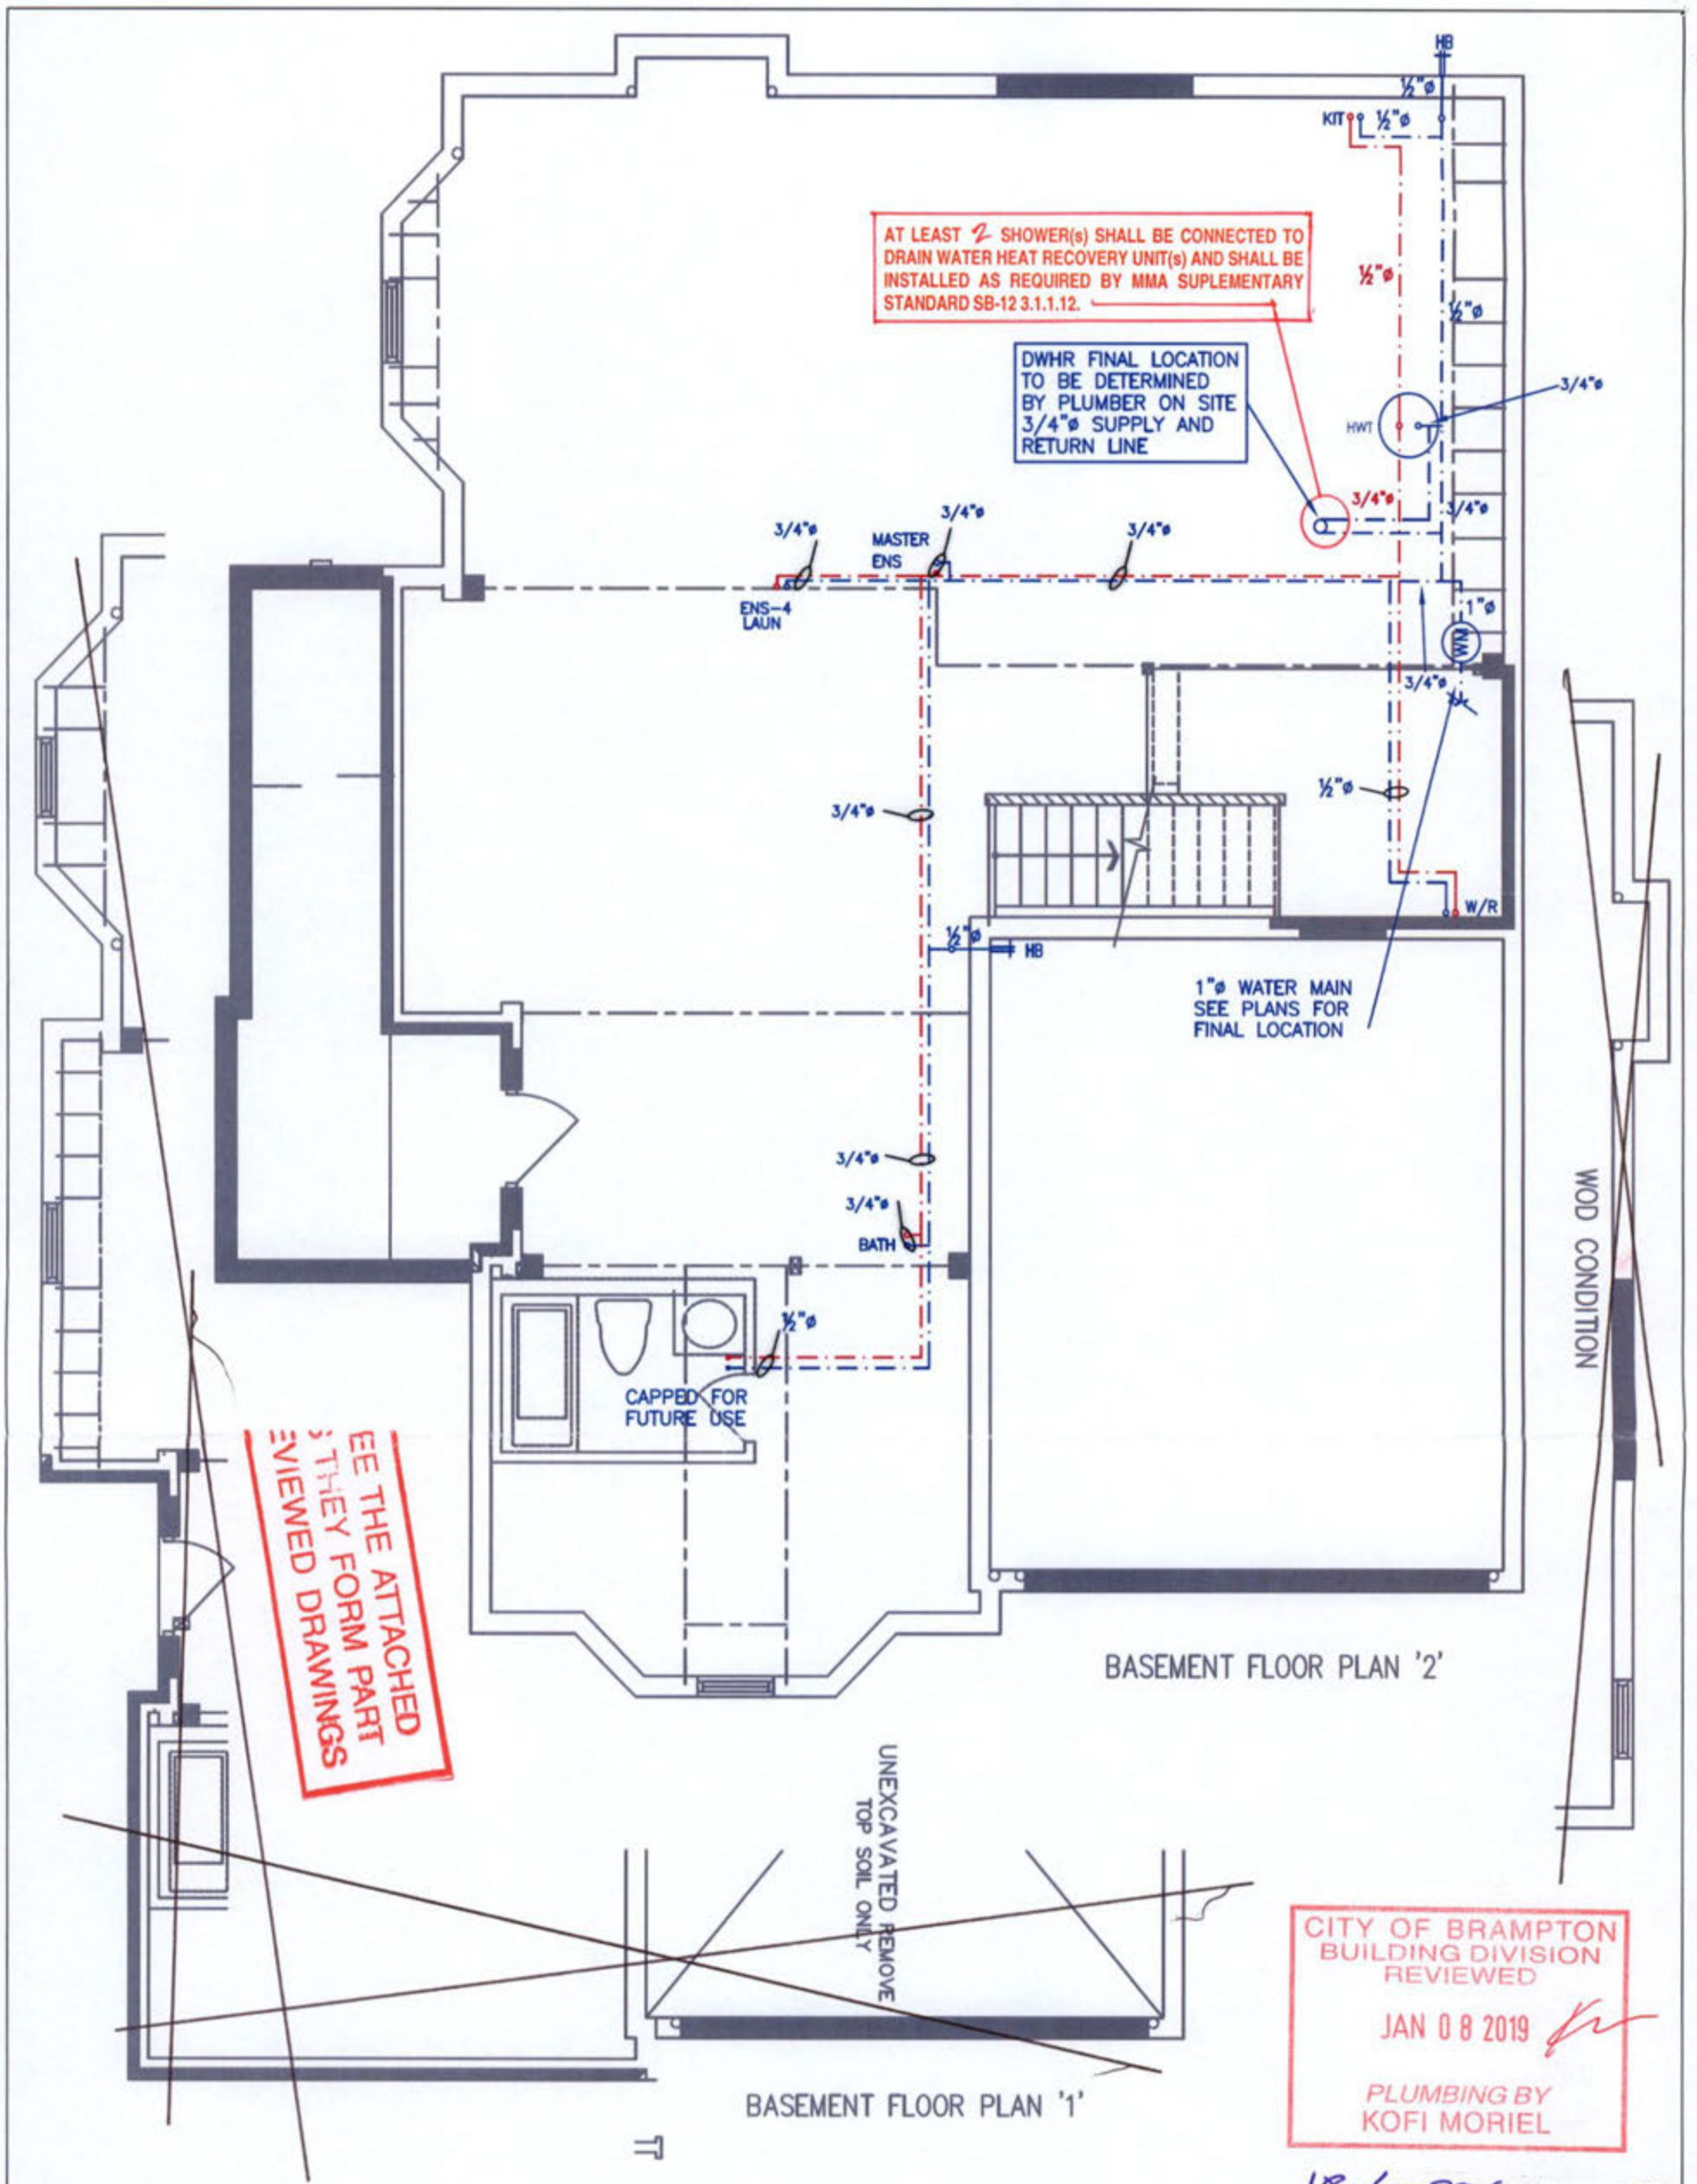 HB
½"ø
KIT
½"ø
AT LEAST 2 SHOWER(s) SHALL BE CONNECTED TO
DRAIN WATER HEAT RECOVERY UNIT(s) AND SHALL BE
INSTALLED AS REQUIRED BY MMA SUPLEMENTARY
STANDARD SB-12 3.1.1.12.
½"ø
½"ø
DWHR FINAL LOCATION
TO BE DETERMINED
BY PLUMBER ON SITE
3/4"ø SUPPLY AND
RETURN LINE
3/4"ø
HWT
3/4"ø
3/4"ø
3/4"ø
MASTER
ENS
3/4"ø
3/4"ø
ENS-4
LAUN
1"ø
WM
3/4"ø
½"ø
3/4"ø
W/R
½"ø
HB
1"ø WATER MAIN
SEE PLANS FOR
FINAL LOCATION
3/4"ø
3/4"ø
BATH
WOD CONDITION
½"ø
CAPPED FOR
FUTURE USE
EE THE ATTACHED
S THEY FORM PART
EVIEWED DRAWINGS
BASEMENT FLOOR PLAN '2'
UNEXCAVATED REMOVE
TOP SOIL ONLY
CITY OF BRAMPTON
BUILDING DIVISION
REVIEWED
JAN 08 2019
PLUMBING BY
KOFI MORIEL
BASEMENT FLOOR PLAN '1'